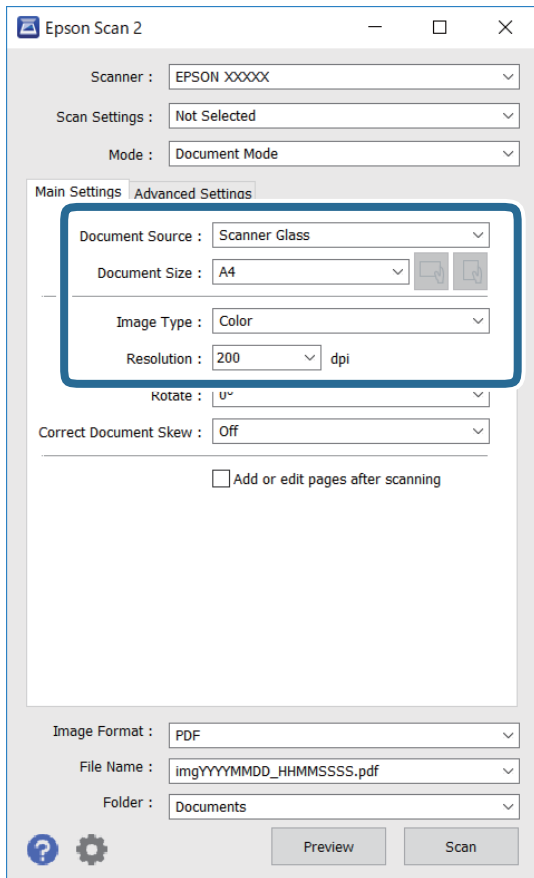 Epson Scan 2
Scanner : EPSON XXXXX
Scan Settings : Not Selected
Mode : Document Mode
Main Settings Advanced Settings
Document Source : Scanner Glass
Document Size : A4
Image Type : Color
Resolution : 200 dpi
Rotate : 0°
Correct Document Skew : Off
Add or edit pages after scanning
Image Format : PDF
File Name : imgYYYYMMDD_HHMMSSSS.pdf
Folder : Documents
? Preview Scan